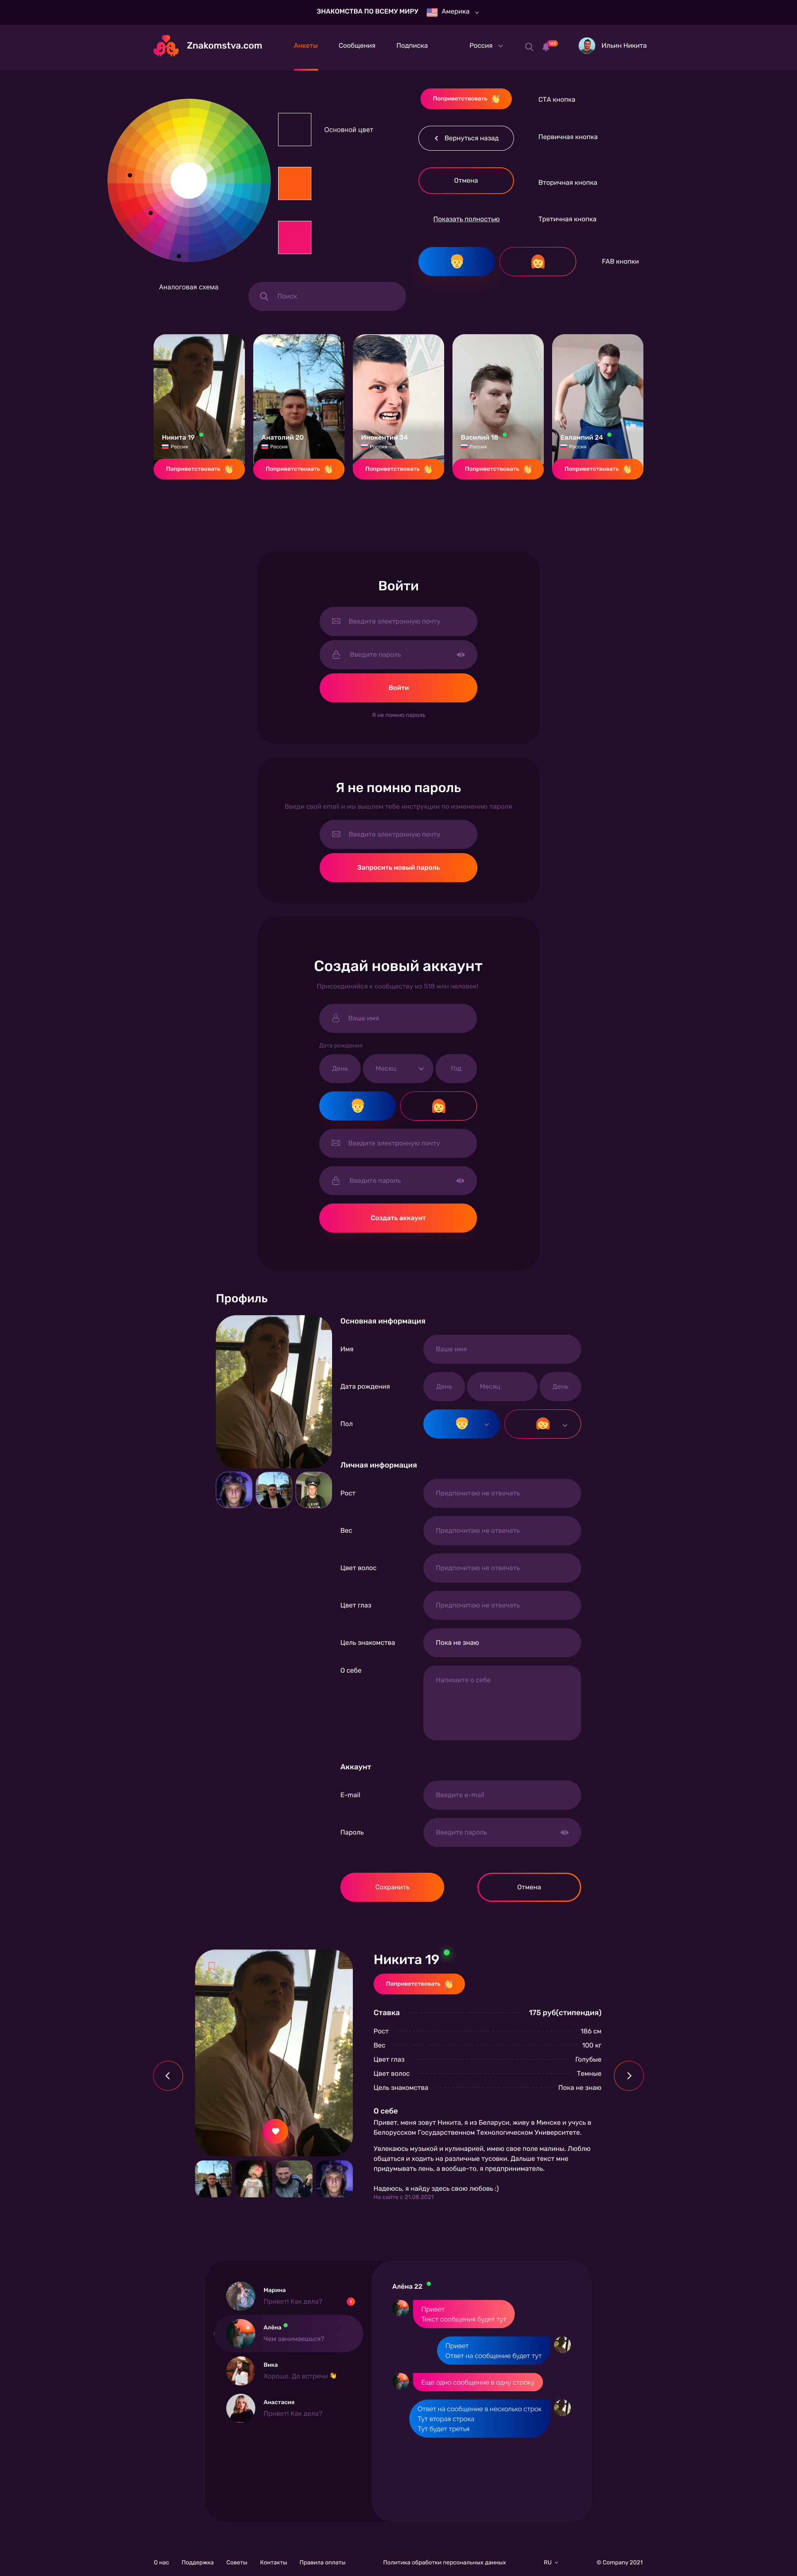 ЗНАКОМСТВА ПО ВСЕМУ МИРУ Америка
Znakomstva.com Анкеты Сообщения Подписка Россия 123 Ильин Никита
Поприветствовать
CTA кнопка
Основной цвет
Вернуться назад
Первичная кнопка
Отмена
Вторичная кнопка
Показать полностью
Третичная кнопка
FAB кнопки
Аналоговая схема
Поиск
Никита 19
Россия
Поприветствовать
Анатолий 20
Россия
Поприветствовать
Инокентий 34
Россия
Поприветствовать
Василий 18
Россия
Поприветствовать
Евлампий 24
Россия
Поприветствовать
Войти
Введите электронную почту
Введите пароль
Войти
Я не помню пароль
Я не помню пароль
Введи свой email и мы вышлем тебе инструкции по изменению пароля
Введите электронную почту
Запросить новый пароль
Создай новый аккаунт
Присоединяйся к сообществу из 518 млн человек!
Ваше имя
Дата рождения
День Месяц Год
Введите электронную почту
Введите пароль
Создать аккаунт
Профиль
Основная информация
Имя Ваше имя
Дата рождения День Месяц День
Пол
Личная информация
Рост Предпочитаю не отвечать
Вес Предпочитаю не отвечать
Цвет волос Предпочитаю не отвечать
Цвет глаз Предпочитаю не отвечать
Цель знакомства Пока не знаю
О себе Напишите о себе
Аккаунт
E-mail Введите e-mail
Пароль Введите пароль
Сохранить Отмена
Никита 19
Поприветствовать
Ставка 175 руб(стипендия)
Рост 186 см
Вес 100 кг
Цвет глаз Голубые
Цвет волос Темные
Цель знакомства Пока не знаю
О себе
Привет, меня зовут Никита, я из Беларуси, живу в Минске и учусь в
Белорусском Государственном Технологическом Университете.
Увлекаюсь музыкой и кулинарией, имею свое поле малины. Люблю
общаться и ходить на различные тусовки. Дальше текст мне
придумывать лень, а вообще-то, я предприниматель.
Надеюсь, я найду здесь свою любовь :)
На сайте с 21.08.2021
Марина
Привет! Как дела?
Алёна
Чем занимаешься?
Вика
Хорошо. До встречи
Анастасия
Привет! Как дела?
Алёна 22
Привет
Текст сообщения будет тут
Привет
Ответ на сообщение будет тут
Еще одно сообщение в одну строку
Ответ на сообщение в несколько строк
Тут вторая строка
Тут будет третья
О нас Поддержка Советы Контакты Правила оплаты Политика обработки персональных данных RU © Company 2021